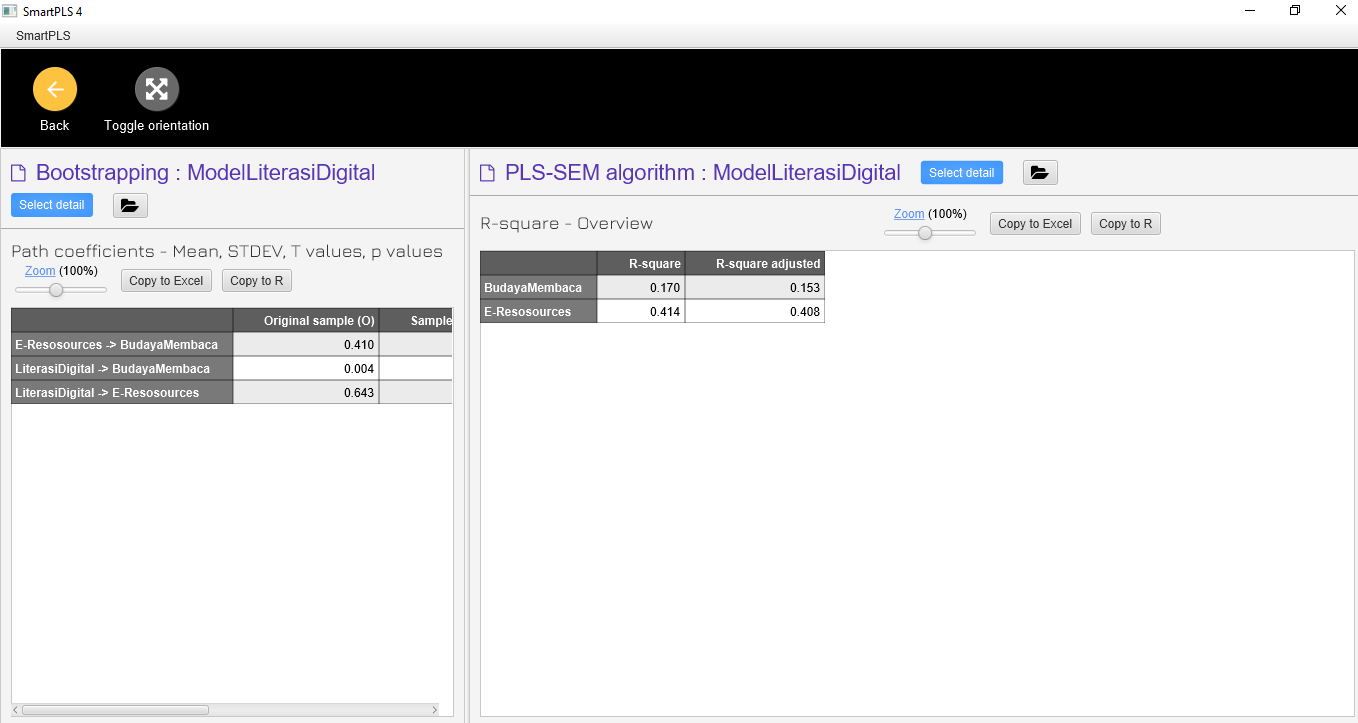 SmartPLS 4
SmartPLS
Back
Toggle orientation
Bootstrapping : ModelLiterasiDigital
Select detail
Path coefficients - Mean, STDEV, T values, p values
Zoom (100%)
Copy to Excel
Copy to R
Original sample (O) Sample
E-Resosources -> BudayaMembaca 0.410
LiterasiDigital -> BudayaMembaca 0.004
LiterasiDigital -> E-Resosources 0.643
PLS-SEM algorithm : ModelLiterasiDigital
Select detail
R-square - Overview
Zoom (100%)
Copy to Excel
Copy to R
R-square R-square adjusted
BudayaMembaca 0.170 0.153
E-Resosources 0.414 0.408